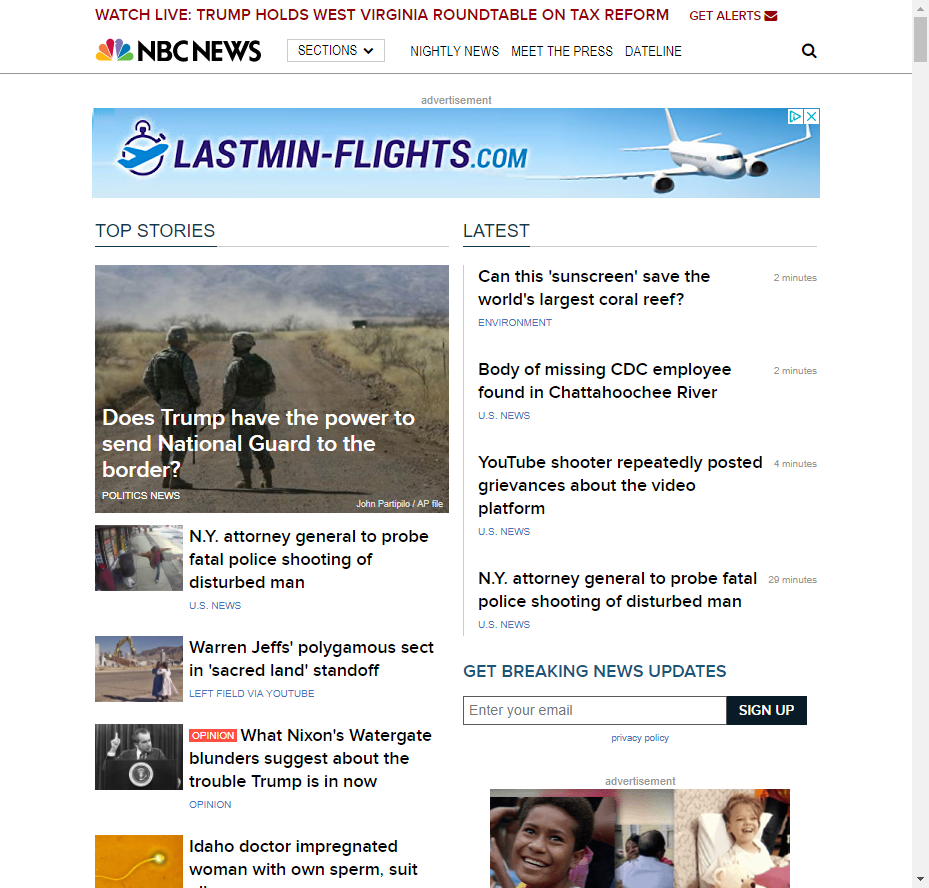 WATCH LIVE: TRUMP HOLDS WEST VIRGINIA ROUNDTABLE ON TAX REFORM
GET ALERTS
NBC NEWS
SECTIONS
NIGHTLY NEWS
MEET THE PRESS
DATELINE
advertisement
LASTMIN-FLIGHTS.COM
TOP STORIES
Does Trump have the power to
send National Guard to the
border?
POLITICS NEWS
John Partipilo / AP file
N.Y. attorney general to probe
fatal police shooting of
disturbed man
U.S. NEWS
Warren Jeffs' polygamous sect
in 'sacred land' standoff
LEFT FIELD VIA YOUTUBE
OPINION What Nixon's Watergate
blunders suggest about the
trouble Trump is in now
OPINION
Idaho doctor impregnated
woman with own sperm, suit
LATEST
Can this 'sunscreen' save the
world's largest coral reef?
2 minutes
ENVIRONMENT
Body of missing CDC employee
found in Chattahoochee River
2 minutes
U.S. NEWS
YouTube shooter repeatedly posted
grievances about the video
platform
4 minutes
U.S. NEWS
N.Y. attorney general to probe fatal
police shooting of disturbed man
29 minutes
U.S. NEWS
GET BREAKING NEWS UPDATES
Enter your email
SIGN UP
privacy policy
advertisement